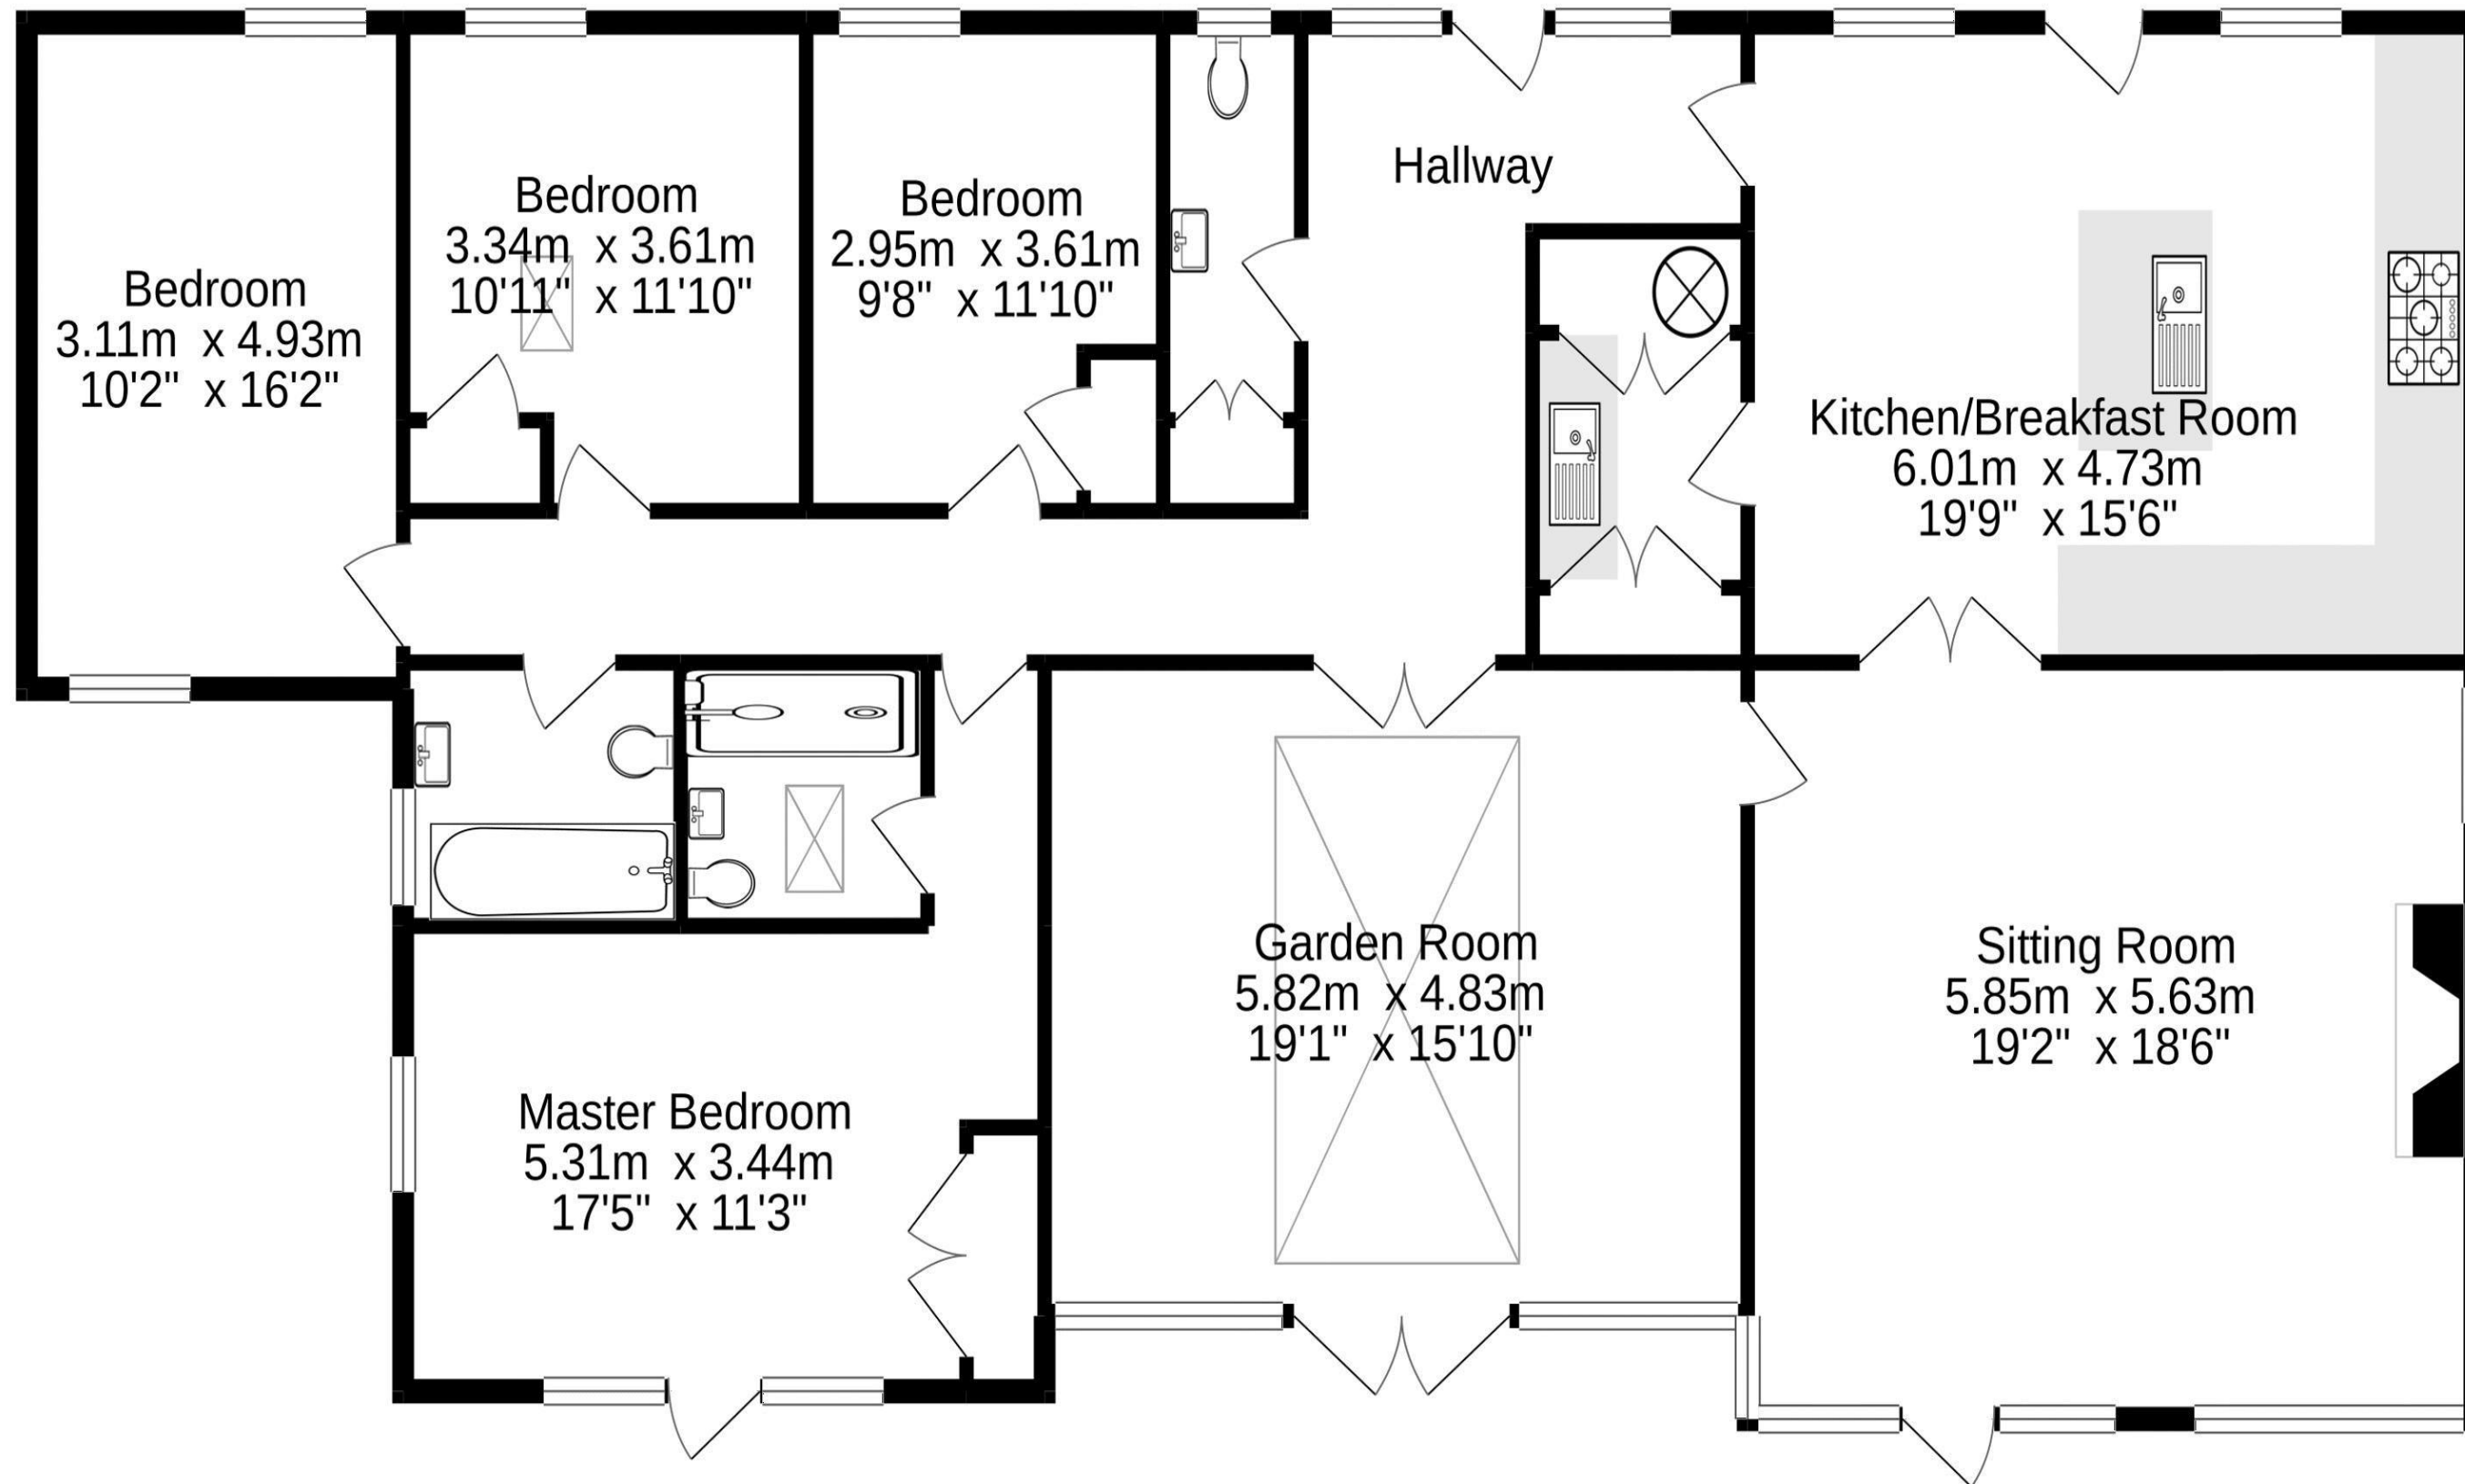 Bedroom
3.11m x 4.93m
10'2" x 16'2"
Bedroom
3.34m x 3.61m
10'11" x 11'10"
Bedroom
2.95m x 3.61m
9'8" x 11'10"
Hallway
Kitchen/Breakfast Room
6.01m x 4.73m
19'9" x 15'6"
Master Bedroom
5.31m x 3.44m
17'5" x 11'3"
Garden Room
5.82m x 4.83m
19'1" x 15'10"
Sitting Room
5.85m x 5.63m
19'2" x 18'6"